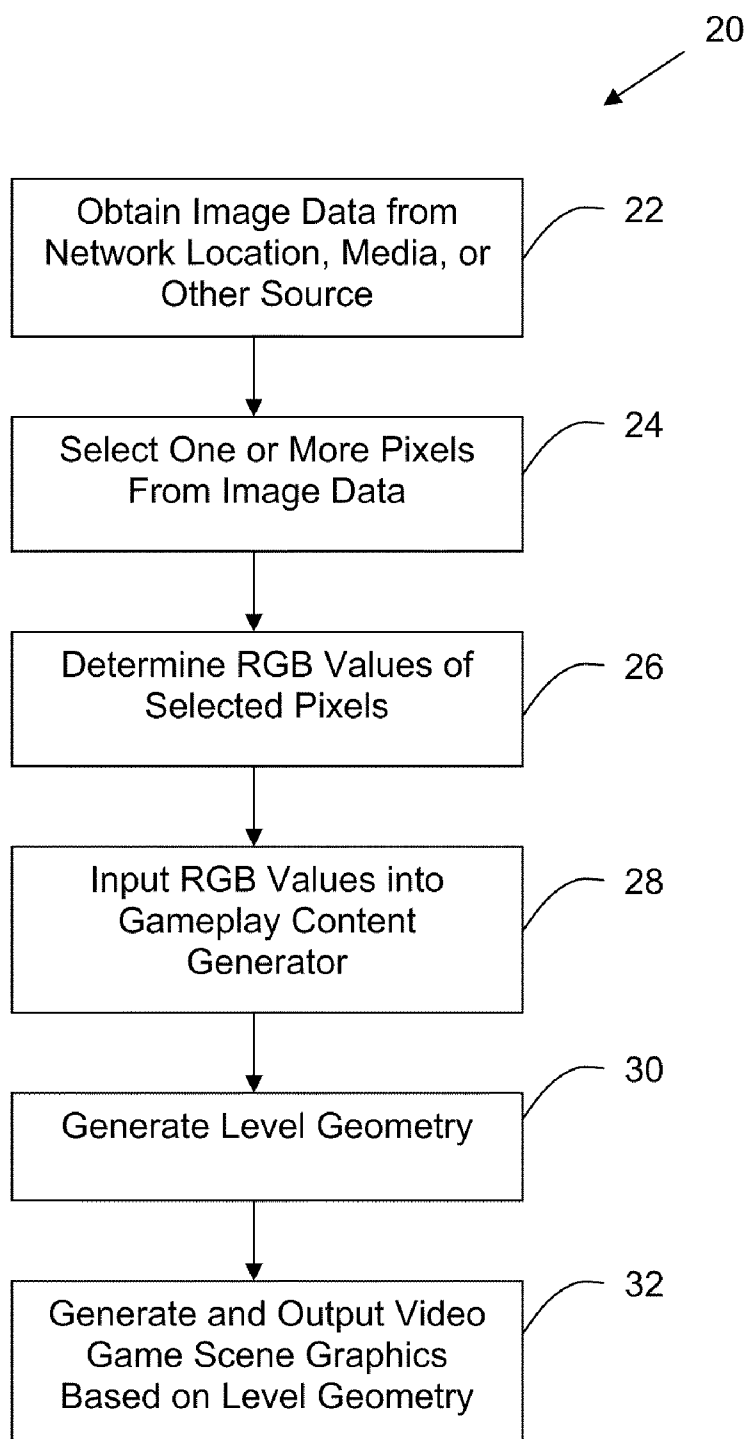 20
Obtain Image Data from
Network Location, Media, or
Other Source
22
Select One or More Pixels
From Image Data
24
Determine RGB Values of
Selected Pixels
26
Input RGB Values into
Gameplay Content
Generator
28
Generate Level Geometry
30
Generate and Output Video
Game Scene Graphics
Based on Level Geometry
32